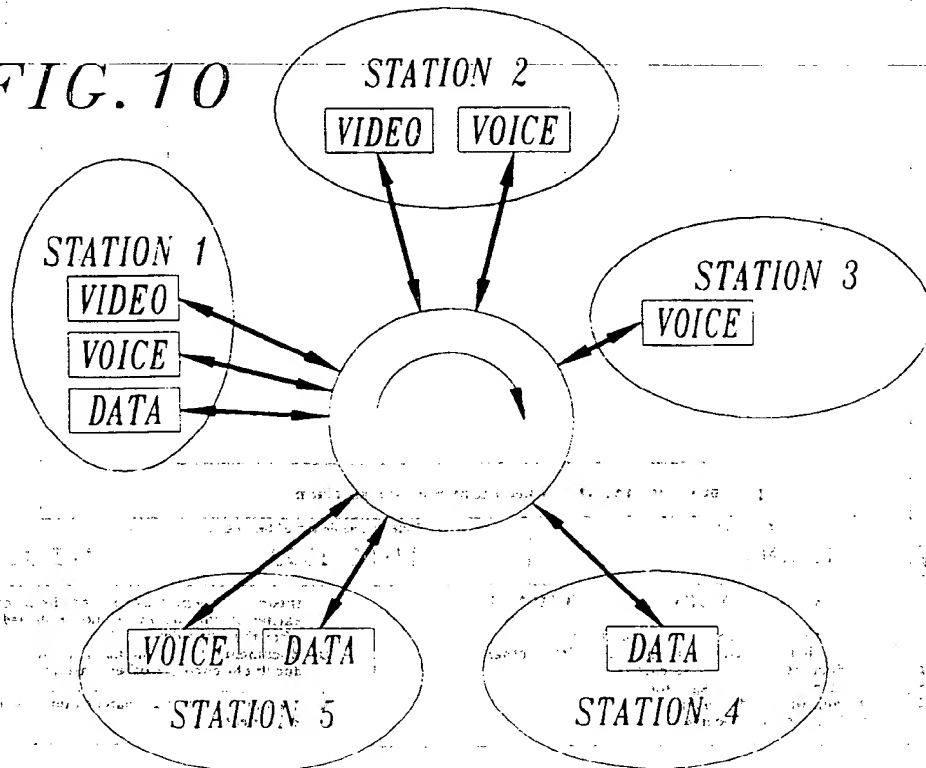 FIG. 10
STATION 2
VIDEO VOICE
STATION 1
VIDEO
VOICE
DATA
STATION 3
VOICE
VOICE DATA
STATION 5
DATA
STATION 4